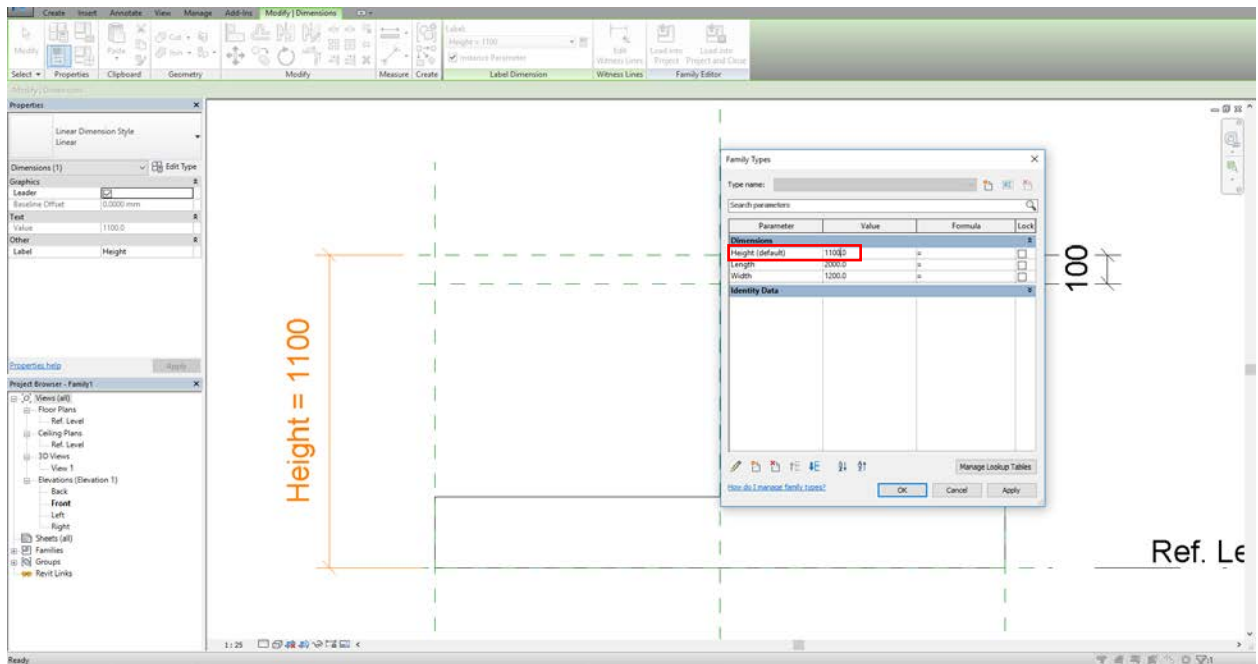 Create Insert Annotate View Manage Add-Ins Modify | Dimensions
Modify
Paste
Cut
Join
Label:
Height = 1100
Instance Parameter
Edit Witness Lines
Load into Project
Load into Project and Close
Select Properties Clipboard Geometry Modify Measure Create Label Dimension Witness Lines Family Editor
Modify | Dimensions
Properties
Linear Dimension Style
Linear
Dimensions (1) Edit Type
Graphics
Leader
Baseline Offset 0.0000 mm
Text
Value 1100.0
Other
Label Height
Properties help Apply
Project Browser - Family1
Views (all)
Floor Plans
Ref. Level
Ceiling Plans
Ref. Level
3D Views
View 1
Elevations (Elevation 1)
Back
Front
Left
Right
Sheets (all)
Families
Groups
Revit Links
Height = 1100
100
Ref. Le
Family Types
Type name:
Search parameters
Parameter Value Formula Lock
Dimensions
Height (default) 1100.0 =
Length 2000.0 =
Width 1200.0 =
Identity Data
Manage Lookup Tables
How do I manage family types?
OK Cancel Apply
1 : 25
Ready
:1